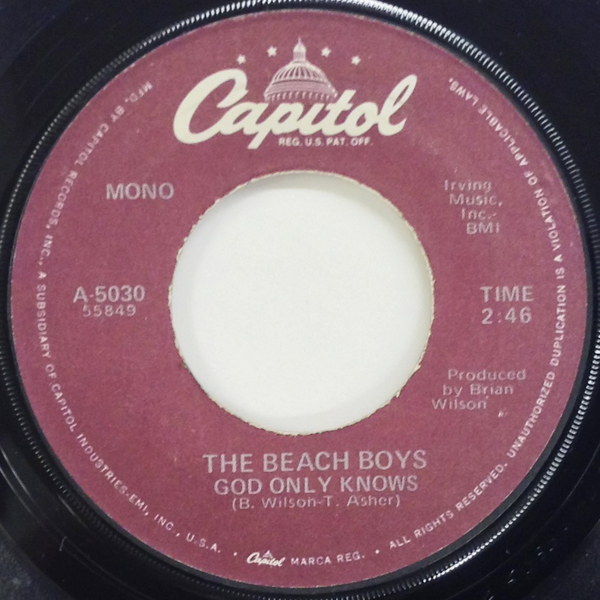 Capitol
REG. U.S. PAT. OFF.
MONO
Irving
Music,
Inc.-
BMI
A-5030
55849
TIME
2:46
Produced
by Brian
Wilson
THE BEACH BOYS
GOD ONLY KNOWS
(B. Wilson-T. Asher)
MFD. BY CAPITOL RECORDS, INC., A SUBSIDIARY OF CAPITOL INDUSTRIES-EMI, INC., U.S.A. • Capitol MARCA REG. • ALL RIGHTS RESERVED. UNAUTHORIZED DUPLICATION IS A VIOLATION OF APPLICABLE LAWS.